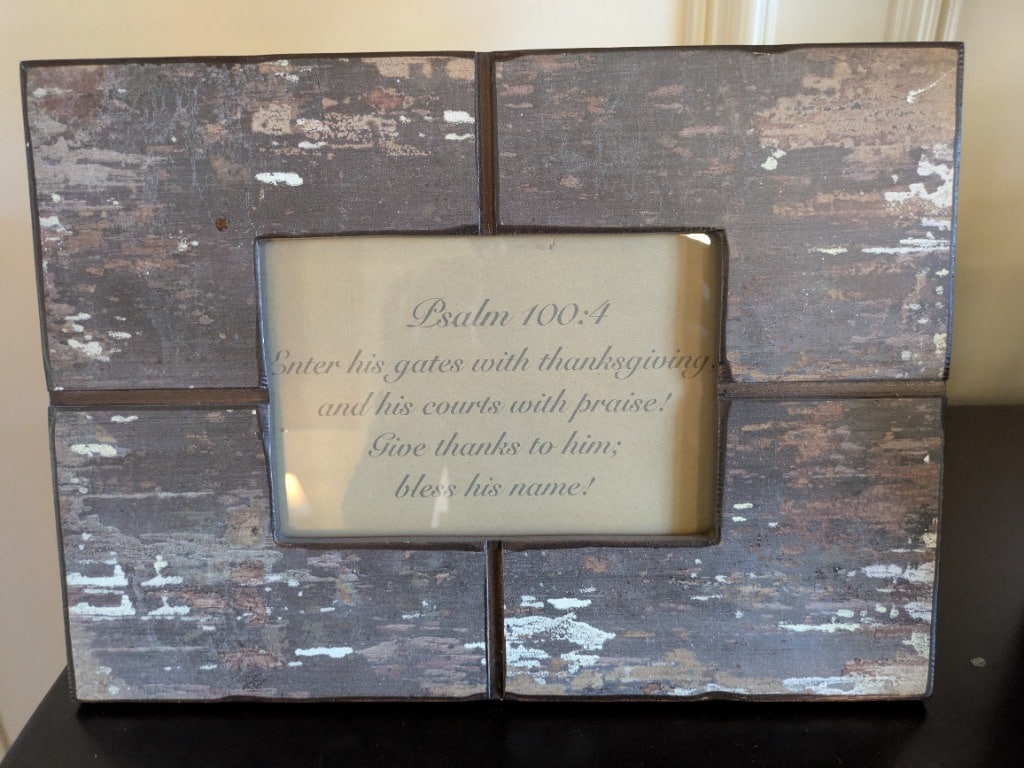 Psalm 100:4
Enter his gates with thanksgiving,
and his courts with praise!
Give thanks to him;
bless his name!